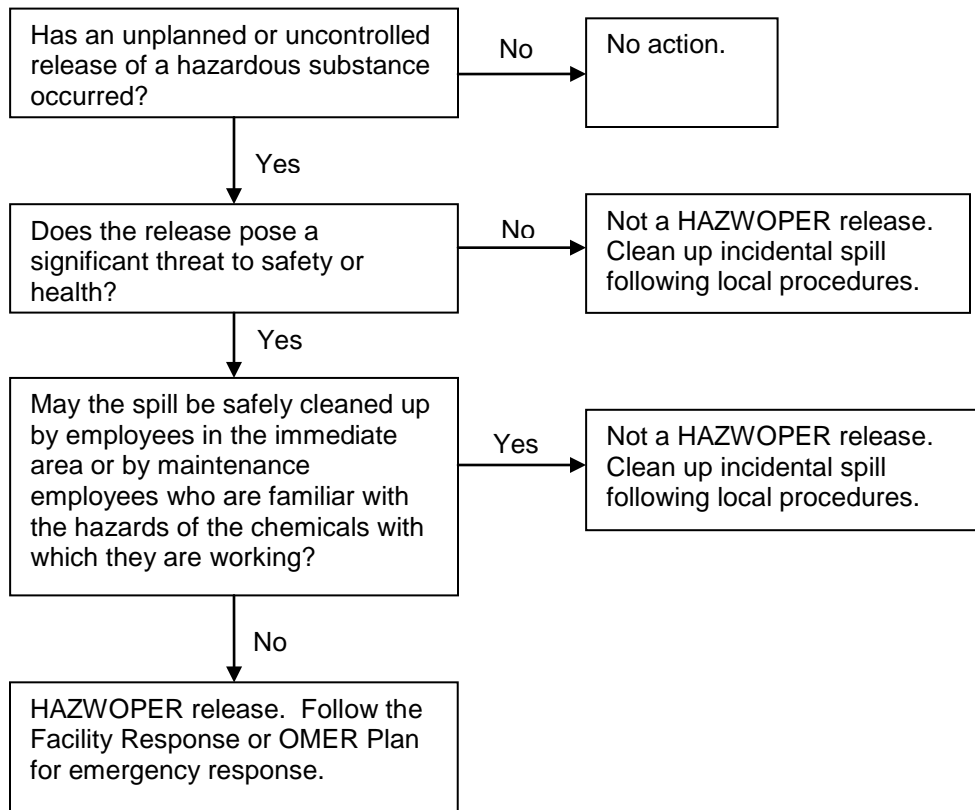 Has an unplanned or uncontrolled
release of a hazardous substance
occurred?
No
No action.
Yes
Does the release pose a
significant threat to safety or
health?
No
Not a HAZWOPER release.
Clean up incidental spill
following local procedures.
Yes
May the spill be safely cleaned up
by employees in the immediate
area or by maintenance
employees who are familiar with
the hazards of the chemicals with
which they are working?
Yes
Not a HAZWOPER release.
Clean up incidental spill
following local procedures.
No
HAZWOPER release.  Follow the
Facility Response or OMER Plan
for emergency response.